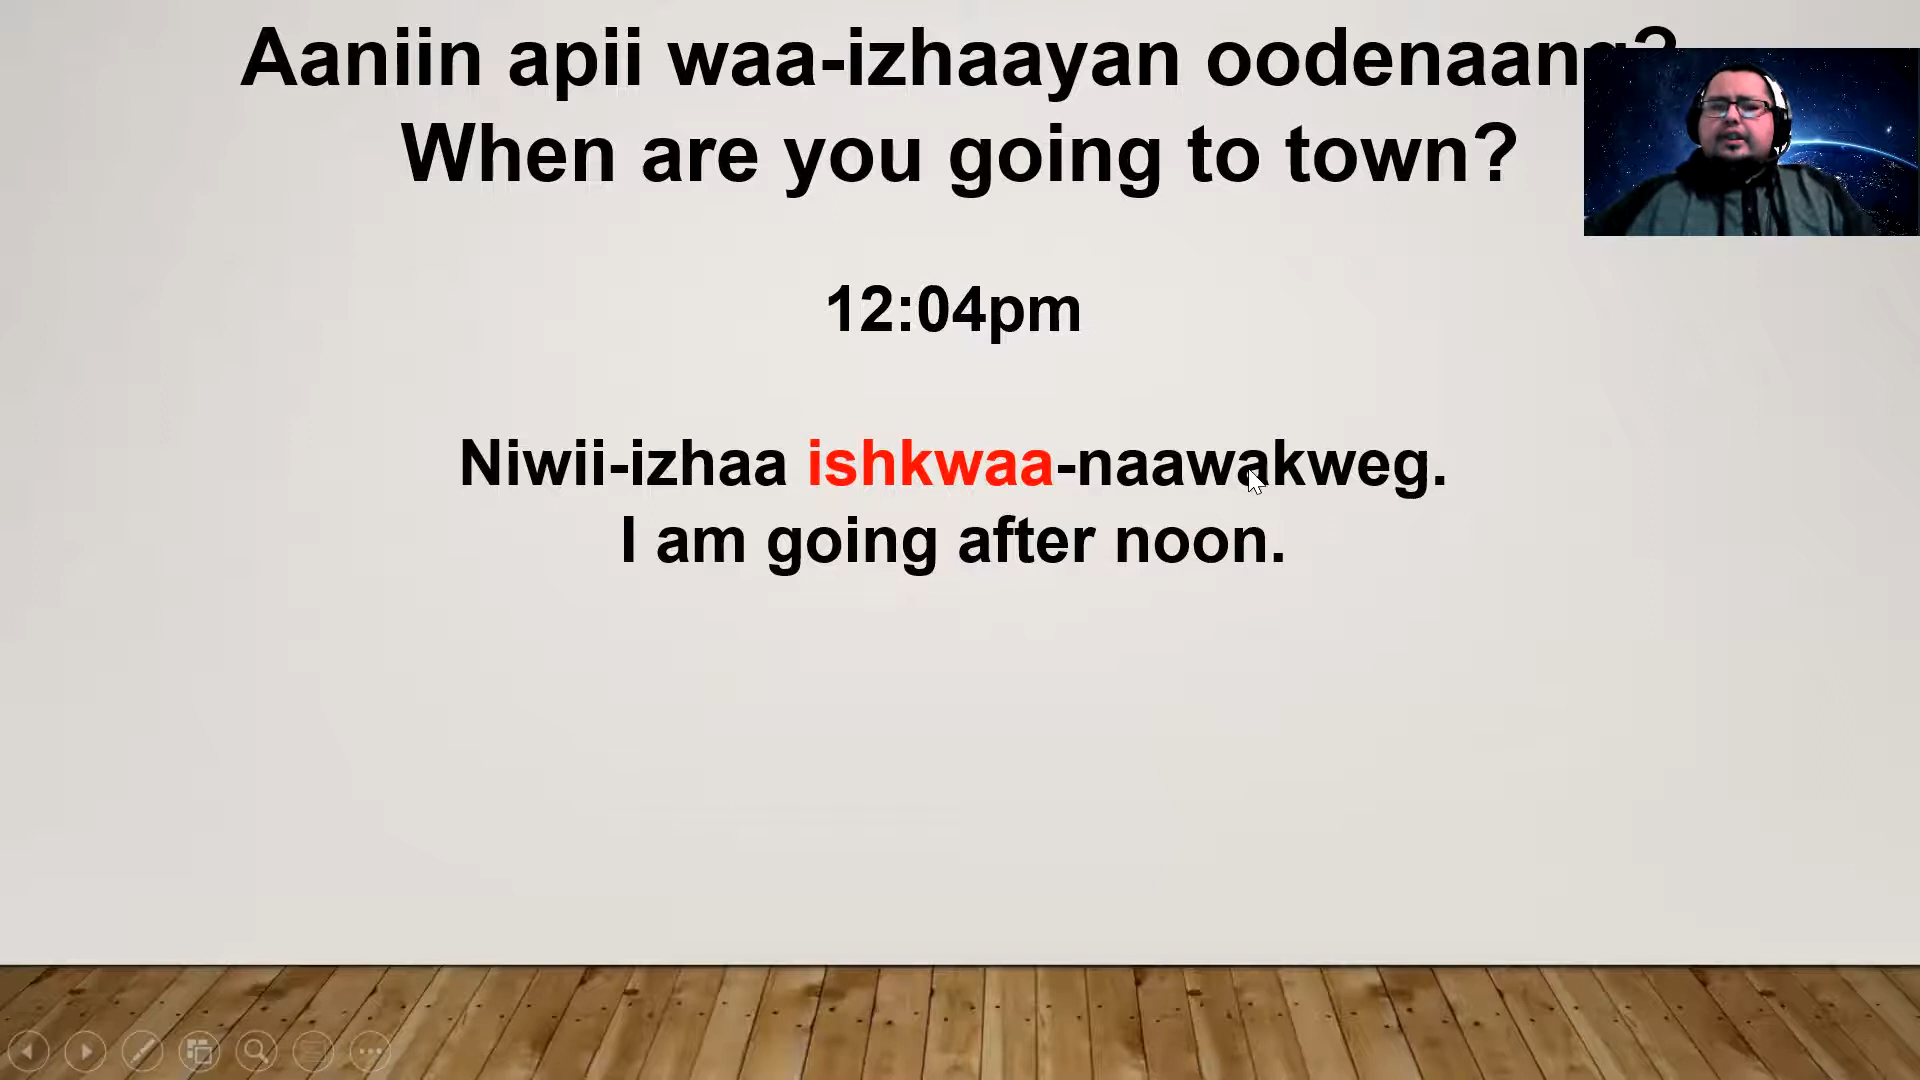 Aaniin apii waa-izhaayan oodenaang?
When are you going to town?
12:04pm
Niwii-izhaa ishkwaa-naawakweg.
I am going after noon.